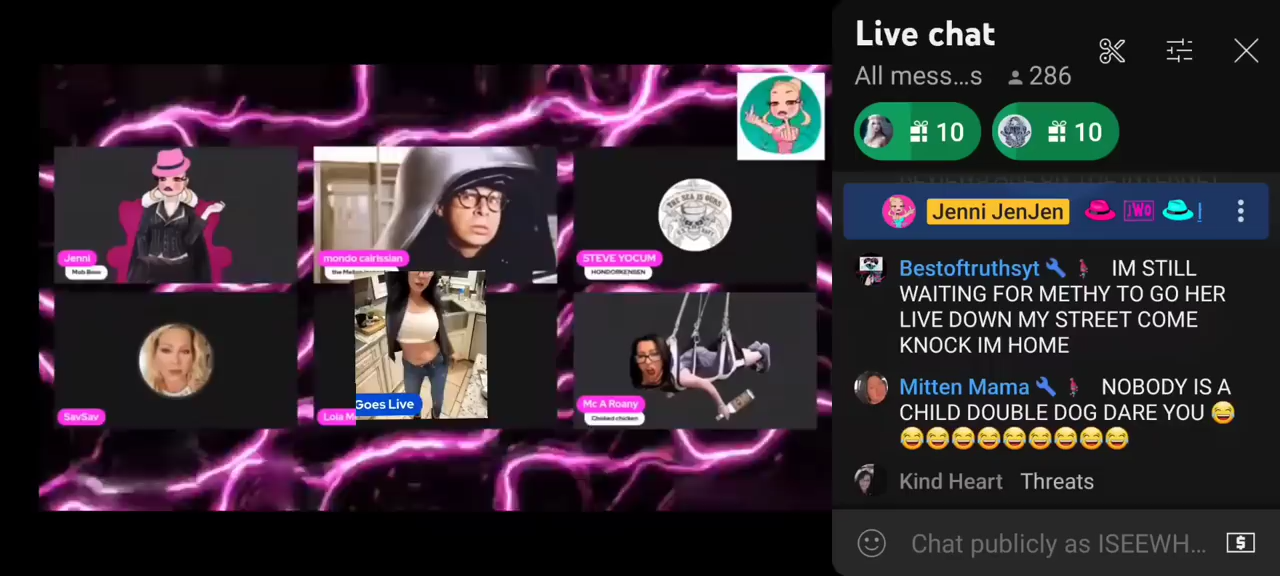 Live chat
All mess...s 286
10 10
Jenni JenJen JWO
Bestoftruthsyt IM STILL
WAITING FOR METHY TO GO HER
LIVE DOWN MY STREET COME
KNOCK IM HOME
Mitten Mama NOBODY IS A
CHILD DOUBLE DOG DARE YOU 😂
😂😂😂😂😂😂😂😂😂
Kind Heart Threats
Chat publicly as ISEEWH...
Jenni
Mob Boss
mondo cairissian
STEVE YOCUM
HONDORKENSEN
THE SEA IS OURS
SavSav
Lola M
Goes Live
Mc A Roany
Choked chicken